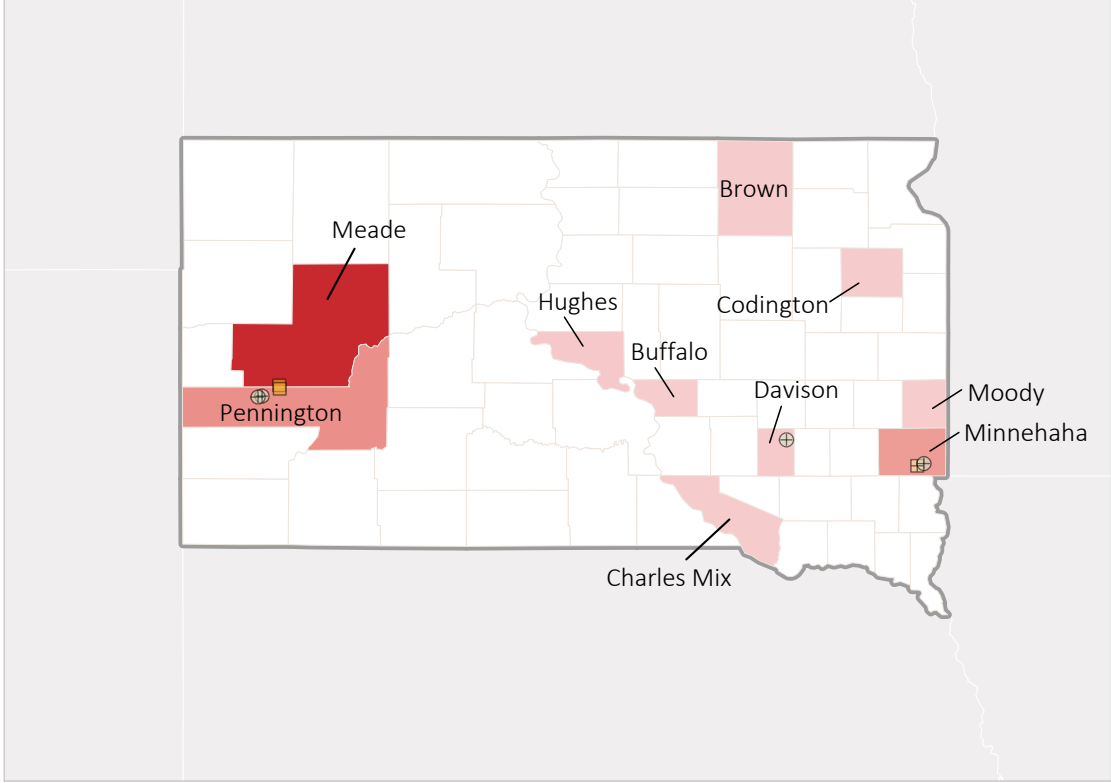 Brown
Meade
Hughes
Codington
Buffalo
Davison
Moody
Pennington
Minnehaha
Charles Mix